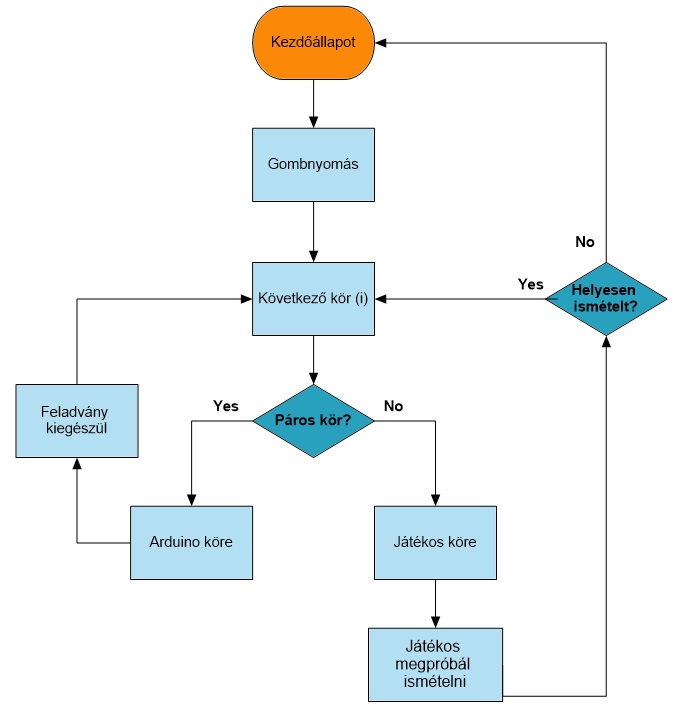 Kezdőállapot
Gombnyomás
No
Yes
Helyesen
ismételt?
Következő kör (i)
Feladvány
kiegészül
Yes
Páros kör?
No
Arduino köre
Játékos köre
Játékos
megpróbál
ismételni